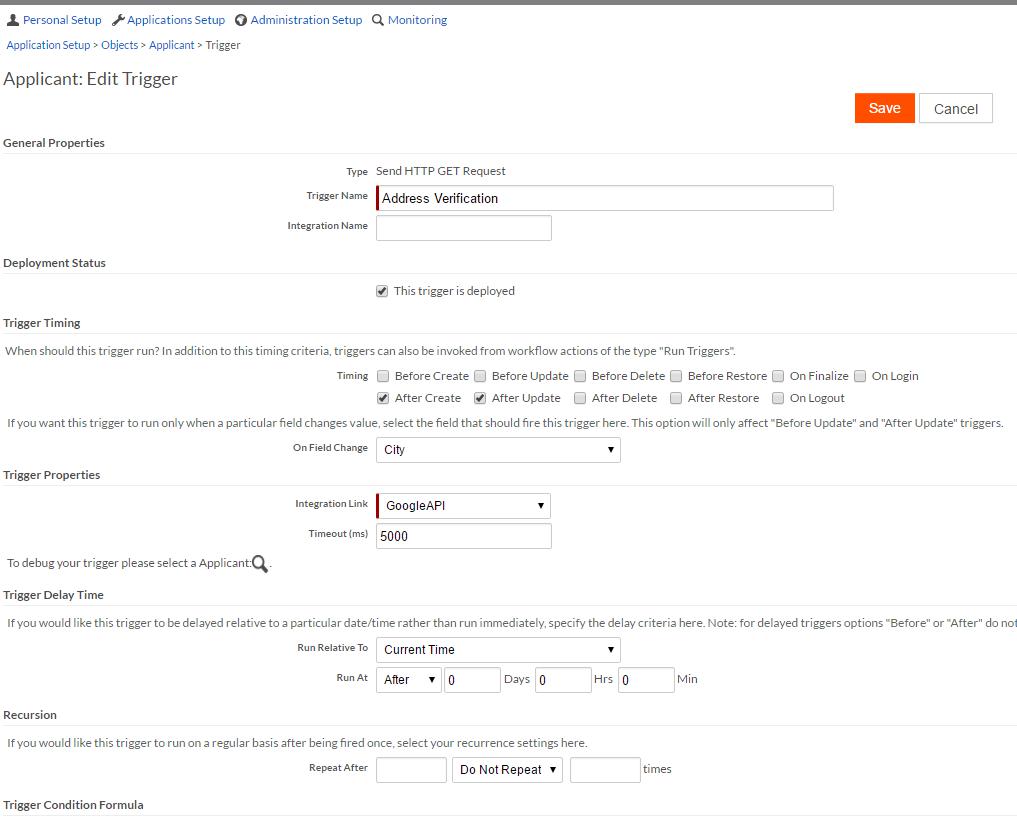 Personal Setup Applications Setup Administration Setup Monitoring
Application Setup > Objects > Applicant > Trigger
Applicant: Edit Trigger
Save Cancel
General Properties
Type Send HTTP GET Request
Trigger Name Address Verification
Integration Name
Deployment Status
This trigger is deployed
Trigger Timing
When should this trigger run? In addition to this timing criteria, triggers can also be invoked from workflow actions of the type "Run Triggers".
Timing Before Create Before Update Before Delete Before Restore On Finalize On Login
After Create After Update After Delete After Restore On Logout
If you want this trigger to run only when a particular field changes value, select the field that should fire this trigger here. This option will only affect "Before Update" and "After Update" triggers.
On Field Change City
Trigger Properties
Integration Link GoogleAPI
Timeout (ms) 5000
To debug your trigger please select a Applicant: .
Trigger Delay Time
If you would like this trigger to be delayed relative to a particular date/time rather than run immediately, specify the delay criteria here. Note: for delayed triggers options "Before" or "After" do not
Run Relative To Current Time
Run At After 0 Days 0 Hrs 0 Min
Recursion
If you would like this trigger to run on a regular basis after being fired once, select your recurrence settings here.
Repeat After Do Not Repeat times
Trigger Condition Formula